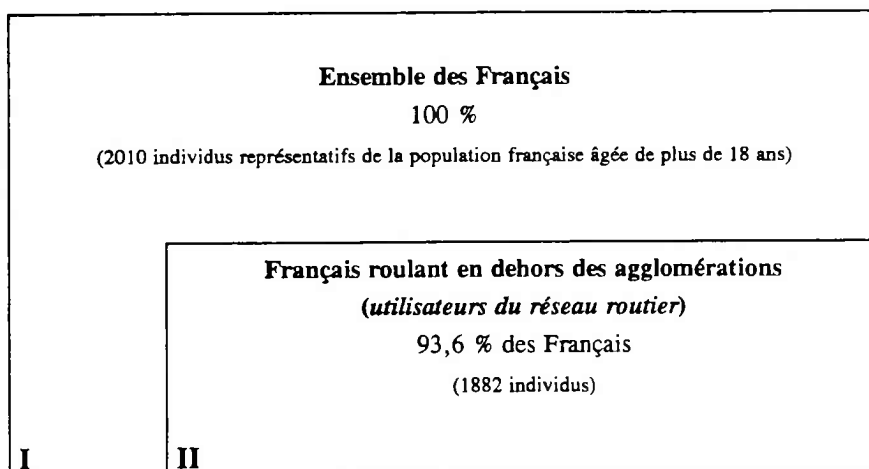 Ensemble des Français
100 %
(2010 individus représentatifs de la population française âgée de plus de 18 ans)
Français roulant en dehors des agglomérations
(utilisateurs du réseau routier)
93,6 % des Français
(1882 individus)
I
II